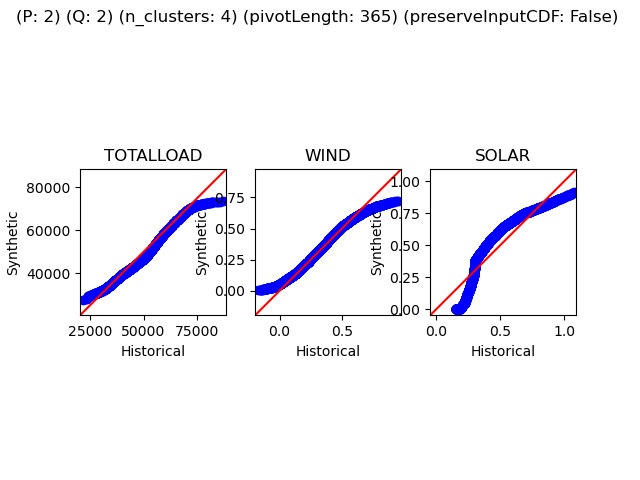 (P: 2) (Q: 2) (n_clusters: 4) (pivotLength: 365) (preserveInputCDF: False)
TOTALLOAD
Synthetic
80000
60000
40000
25000 50000 75000
Historical
WIND
Synthetic
0.75
0.50
0.25
0.00
0.0 0.5
Historical
SOLAR
Synthetic
1.00
0.75
0.50
0.25
0.00
0.0 0.5 1.0
Historical